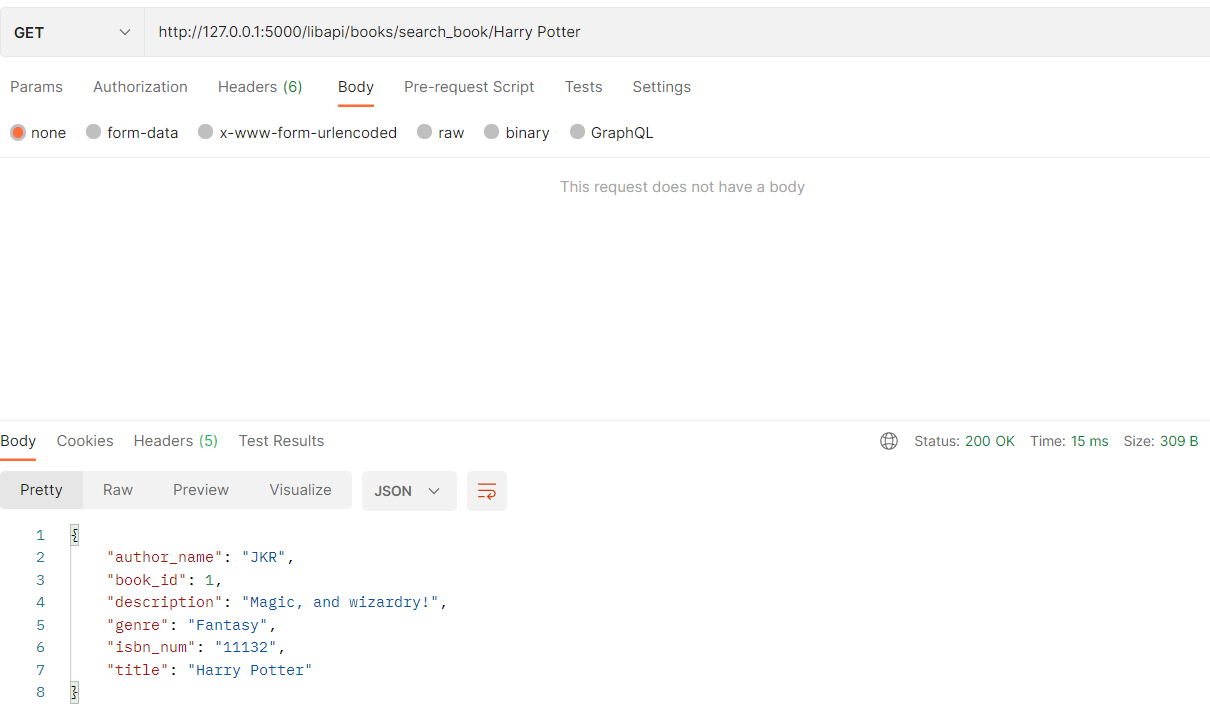 GET http://127.0.0.1:5000/libapi/books/search_book/Harry Potter
Params Authorization Headers (6) Body Pre-request Script Tests Settings
none form-data x-www-form-urlencoded raw binary GraphQL
This request does not have a body
Body Cookies Headers (5) Test Results Status: 200 OK Time: 15 ms Size: 309 B
Pretty Raw Preview Visualize JSON
1 {
2 "author_name": "JKR",
3 "book_id": 1,
4 "description": "Magic, and wizardry!",
5 "genre": "Fantasy",
6 "isbn_num": "11132",
7 "title": "Harry Potter"
8 }